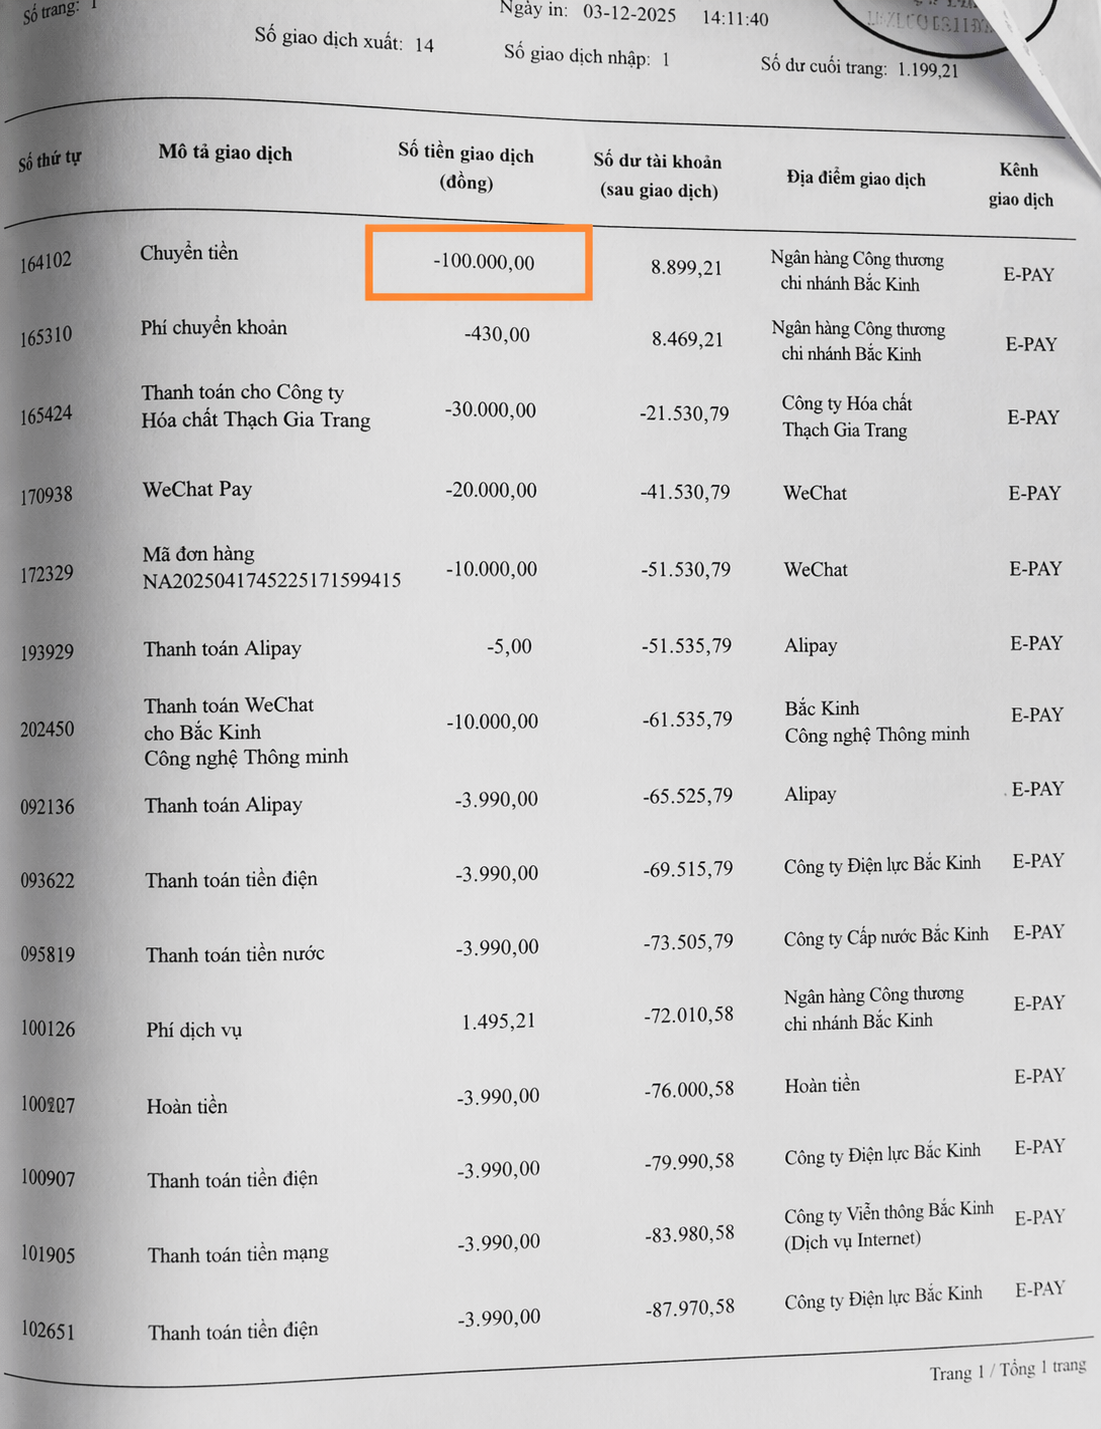 Số trang: 1
Ngày in: 03-12-2025 14:11:40
Số giao dịch xuất: 14
Số giao dịch nhập: 1
Số dư cuối trang: 1.199,21
Số thứ tự
Mô tả giao dịch
Số tiền giao dịch
(đồng)
Số dư tài khoản
(sau giao dịch)
Địa điểm giao dịch
Kênh
giao dịch
164102 Chuyển tiền -100.000,00 8.899,21 Ngân hàng Công thương E-PAY
chi nhánh Bắc Kinh
165310 Phí chuyển khoản -430,00 8.469,21 Ngân hàng Công thương E-PAY
chi nhánh Bắc Kinh
Thanh toán cho Công ty
165424 Hóa chất Thạch Gia Trang -30.000,00 -21.530,79 Công ty Hóa chất E-PAY
Thạch Gia Trang
170938 WeChat Pay -20.000,00 -41.530,79 WeChat E-PAY
Mã đơn hàng
172329 NA2025041745225171599415 -10.000,00 -51.530,79 WeChat E-PAY
193929 Thanh toán Alipay -5,00 -51.535,79 Alipay E-PAY
Thanh toán WeChat
202450 cho Bắc Kinh -10.000,00 -61.535,79 Bắc Kinh E-PAY
Công nghệ Thông minh Công nghệ Thông minh
092136 Thanh toán Alipay -3.990,00 -65.525,79 Alipay E-PAY
093622 Thanh toán tiền điện -3.990,00 -69.515,79 Công ty Điện lực Bắc Kinh E-PAY
095819 Thanh toán tiền nước -3.990,00 -73.505,79 Công ty Cấp nước Bắc Kinh E-PAY
100126 Phí dịch vụ 1.495,21 -72.010,58 Ngân hàng Công thương E-PAY
chi nhánh Bắc Kinh
Hoàn tiền -3.990,00 -76.000,58 Hoàn tiền E-PAY
100907 Thanh toán tiền điện -3.990,00 -79.990,58 Công ty Điện lực Bắc Kinh E-PAY
101905 Thanh toán tiền mạng -3.990,00 -83.980,58 Công ty Viễn thông Bắc Kinh E-PAY
(Dịch vụ Internet)
102651 Thanh toán tiền điện -3.990,00 -87.970,58 Công ty Điện lực Bắc Kinh E-PAY
Trang 1 / Tổng 1 trang